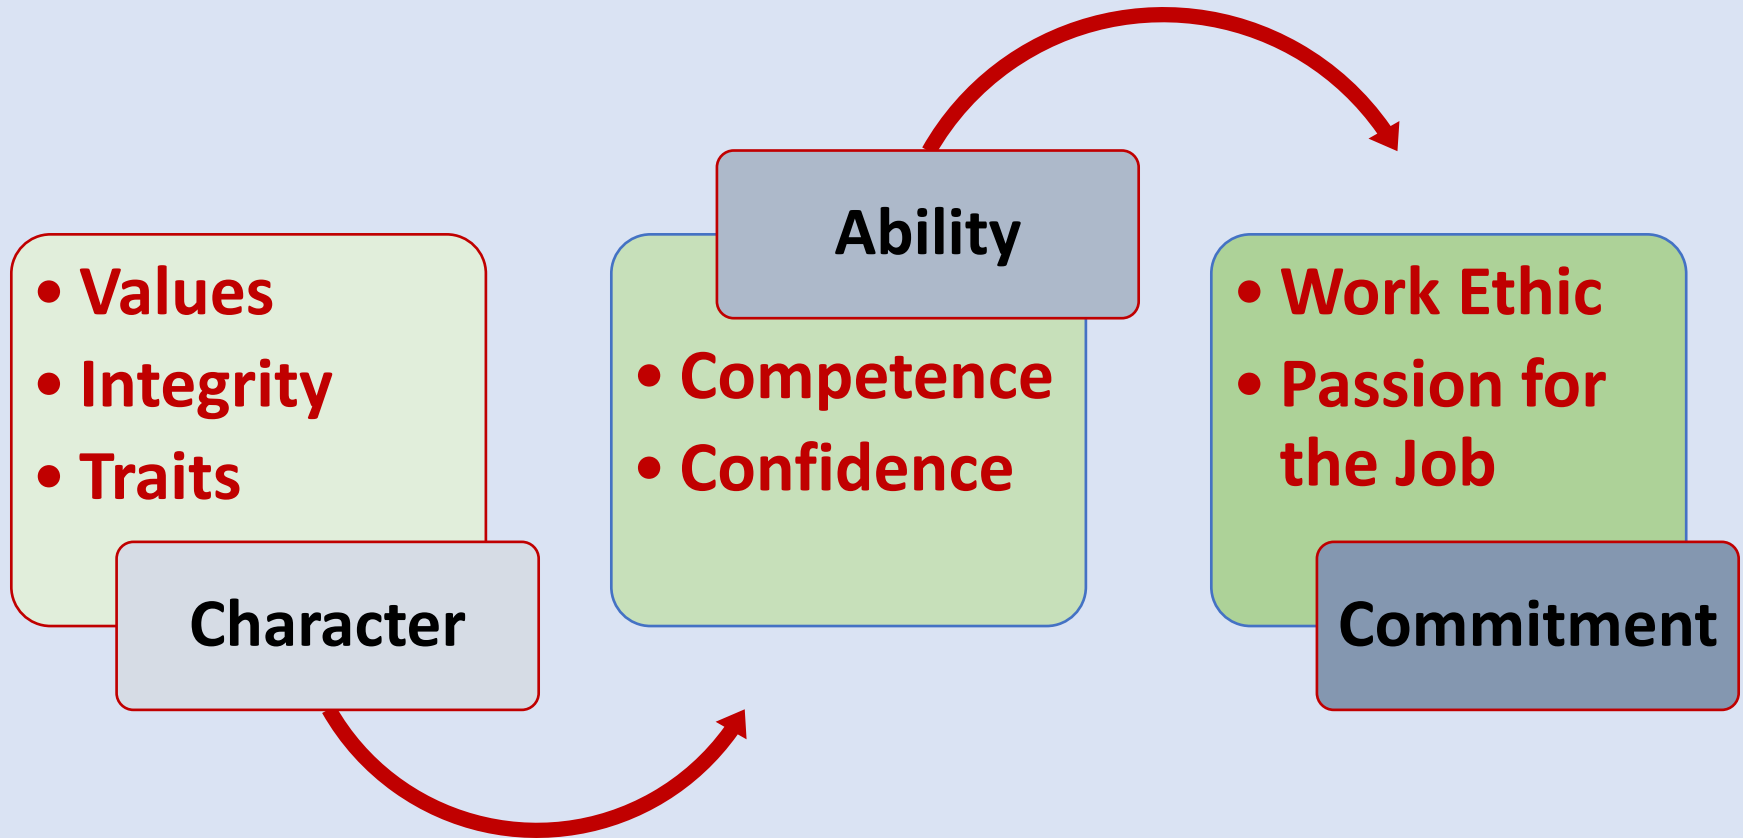 • Values
• Integrity
• Traits
Character
Ability
• Competence
• Confidence
• Work Ethic
• Passion for
the Job
Commitment